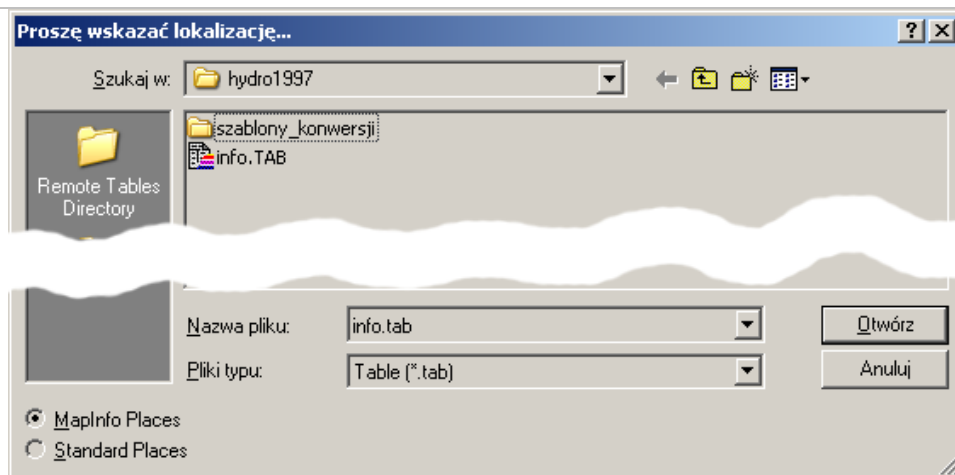 Proszę wskazać lokalizację...
Szukaj w: hydro1997
szablony_konwersji
info.TAB
Remote Tables
Directory
Nazwa pliku: info.tab Otwórz
Pliki typu: Table (*.tab) Anuluj
MapInfo Places
Standard Places